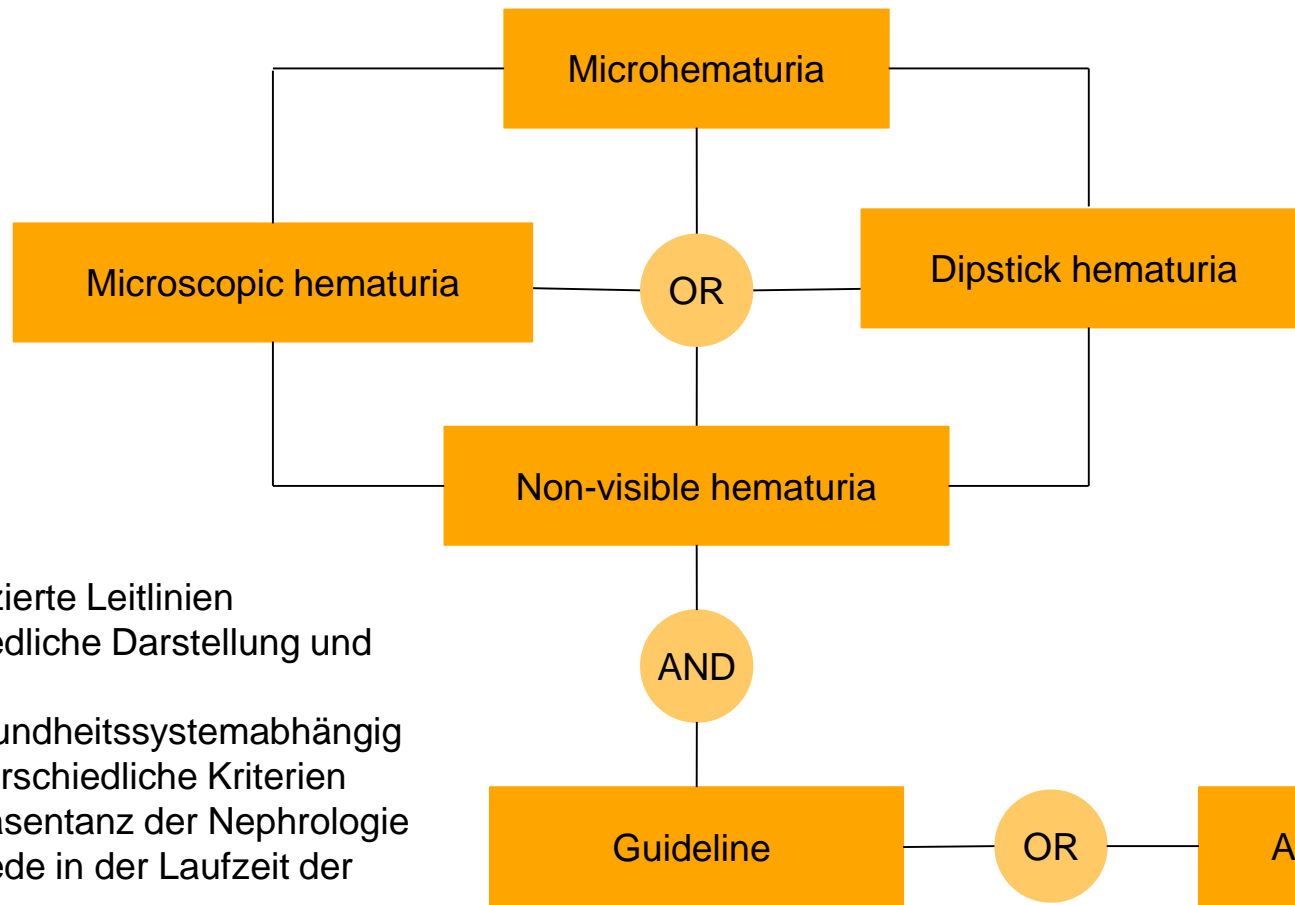 Microhematuria
Microscopic hematuria
OR
Dipstick hematuria
Non-visible hematuria
AND
Guideline
OR
A
zierte Leitlinien
edliche Darstellung und
undheitssystemabhängig
erschiedliche Kriterien
äsentanz der Nephrologie
ede in der Laufzeit der